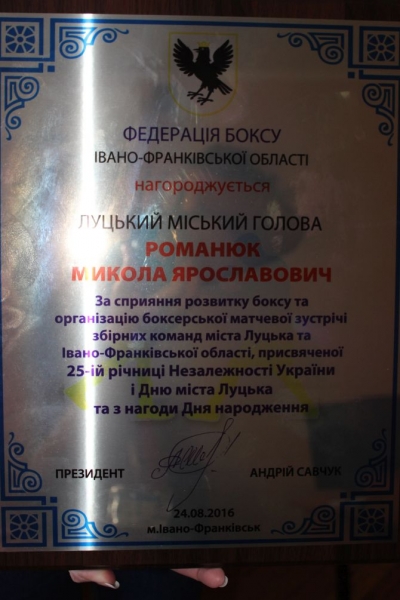 ФЕДЕРАЦІЯ БОКСУ
ІВАНО-ФРАНКІВСЬКОЇ ОБЛАСТІ
нагороджується
ЛУЦЬКИЙ МІСЬКИЙ ГОЛОВА
РОМАНЮК
МИКОЛА ЯРОСЛАВОВИЧ
За сприяння розвитку боксу та
організацію боксерської матчевої зустрічі
збірних команд міста Луцька та
Івано-Франківської області, присвяченої
25-ій річниці Незалежності України
і Дню міста Луцька
та з нагоди Дня народження
ПРЕЗИДЕНТ АНДРІЙ САВЧУК
24.08.2016
м.Івано-Франківськ